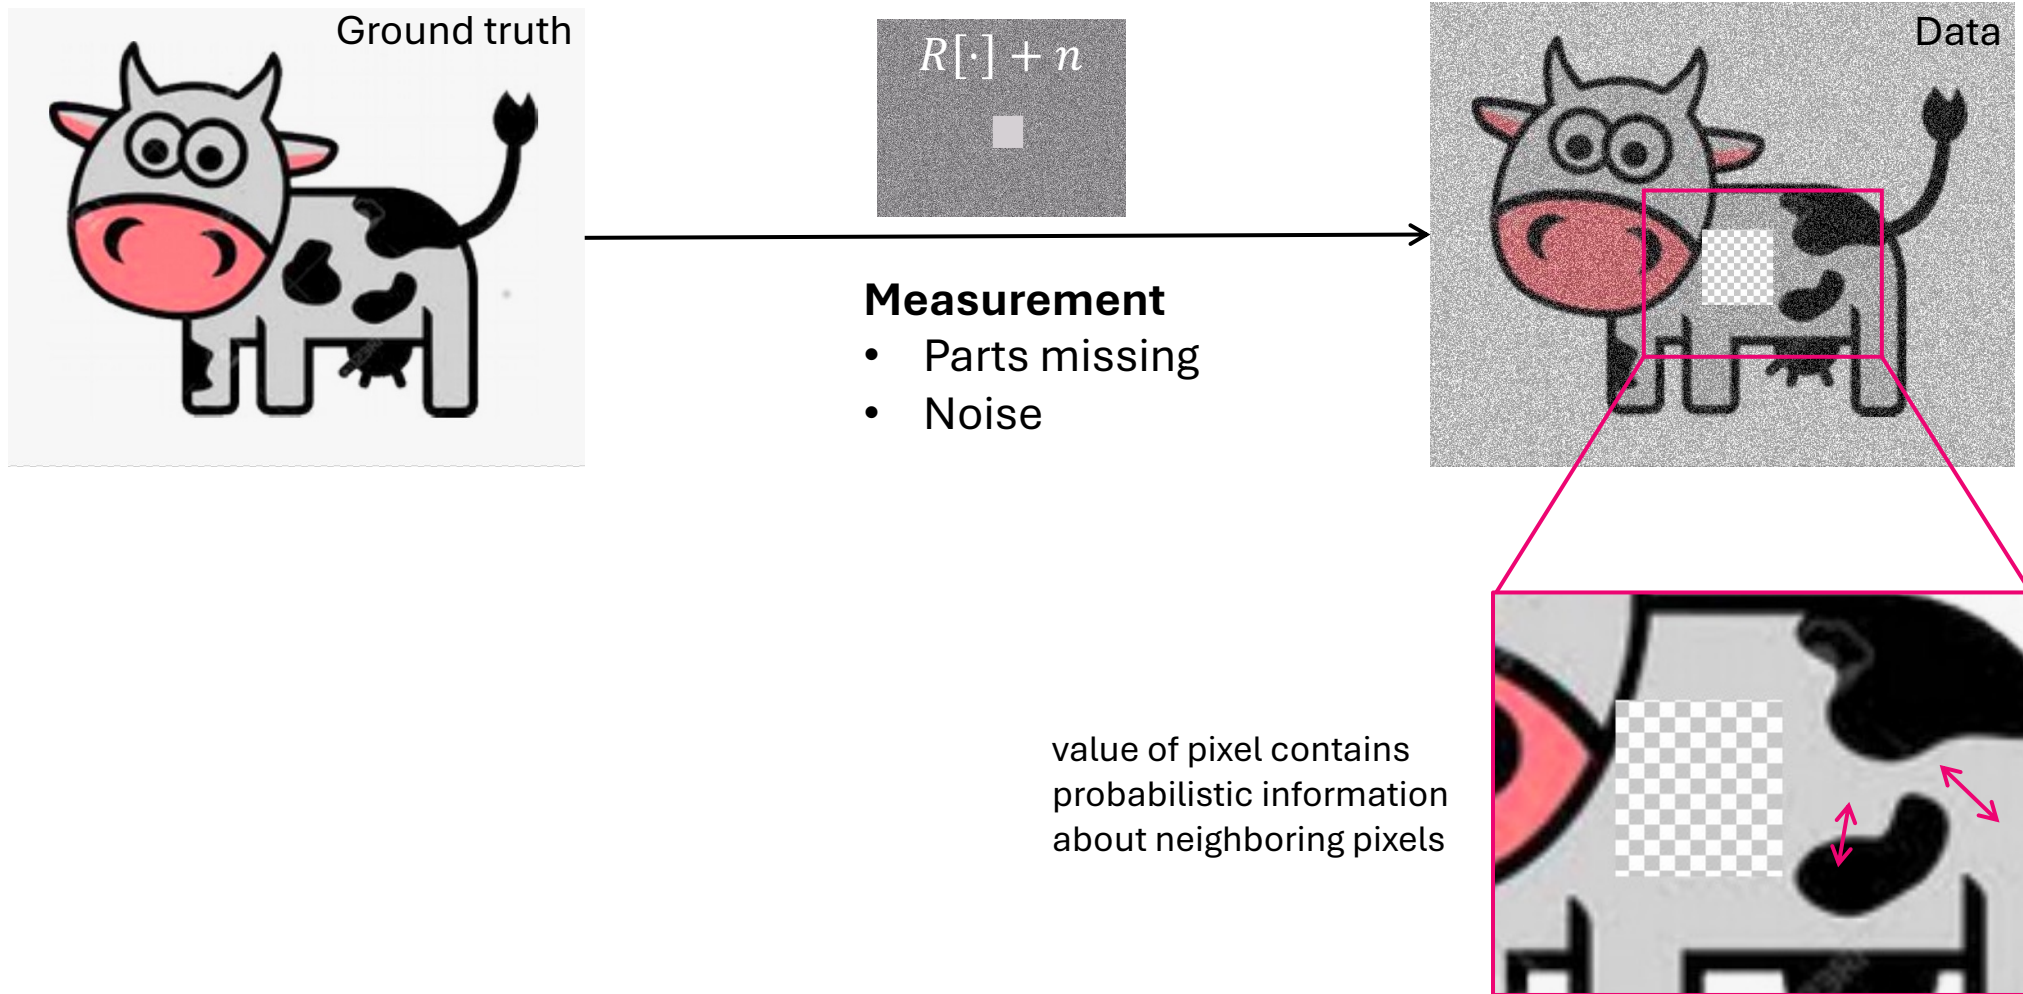 Ground truth
R[·] + n
Data
Measurement
• Parts missing
• Noise
value of pixel contains
probabilistic information
about neighboring pixels